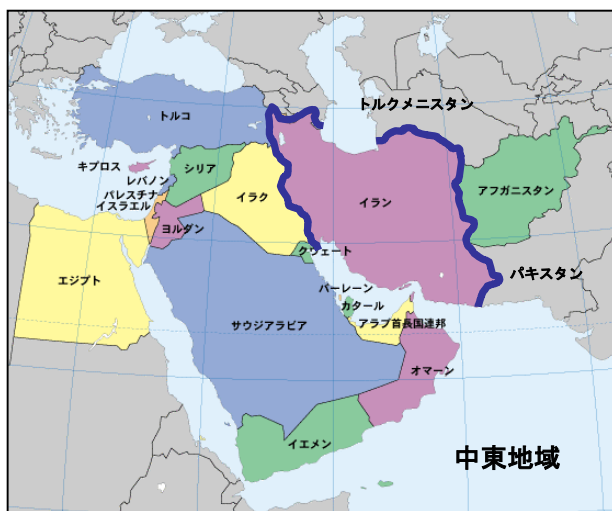 トルクメニスタン
トルコ
キプロス
シリア
レバノン
パレスチナ
イスラエル
イラク
イラン
アフガニスタン
ヨルダン
クウェート
エジプト
バーレーン
カタール
パキスタン
サウジアラビア
アラブ首長国連邦
オマーン
イエメン
中東地域